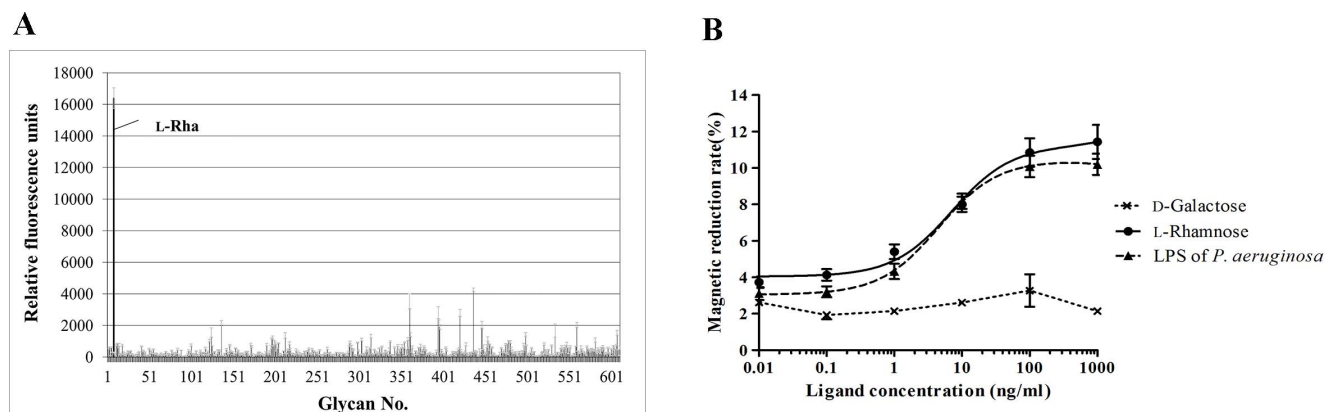 A
Relative fluorescence units
18000
16000
14000
12000
10000
8000
6000
4000
2000
0
L-Rha
1 51 101 151 201 251 301 351 401 451 501 551 601
Glycan No.
B
Magnetic reduction rate(%)
14
12
10
8
6
4
2
0
0.01 0.1 1 10 100 1000
Ligand concentration (ng/ml)
D-Galactose
L-Rhamnose
LPS of P. aeruginosa